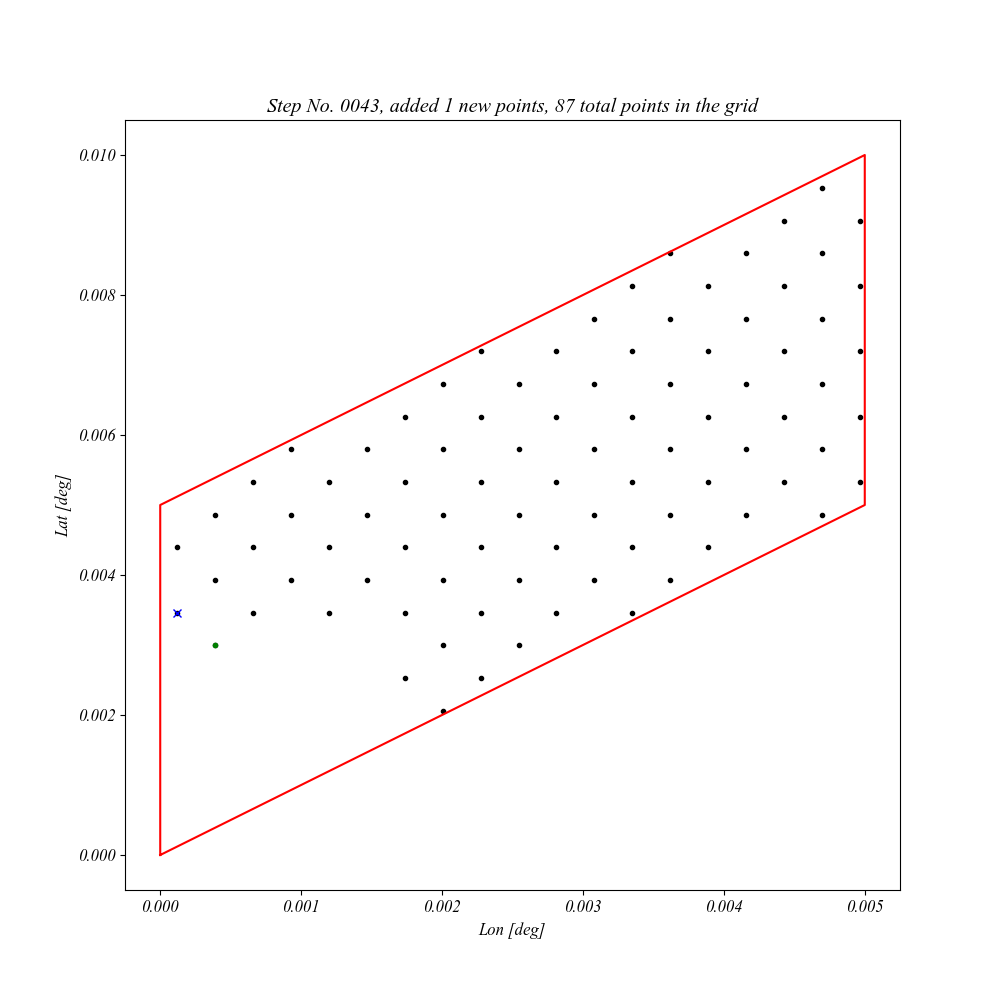 Step No. 0043, added 1 new points, 87 total points in the grid
0.010
0.008
0.006
0.004
0.002
0.000
Lat [deg]
0.000 0.001 0.002 0.003 0.004 0.005
Lon [deg]